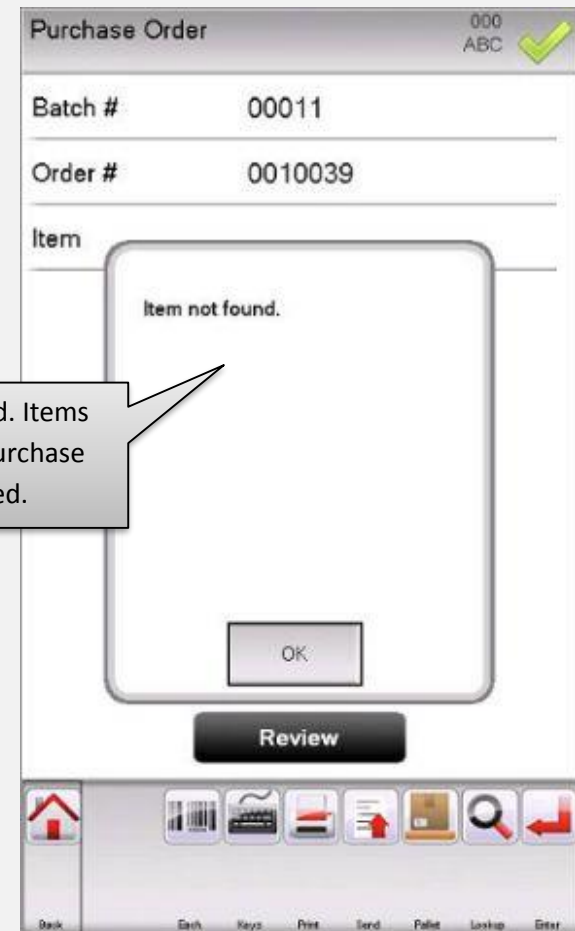 Purchase Order
000
ABC
Batch # 00011
Order # 0010039
Item
Item not found.
d. Items
urchase
ed.
OK
Review
Back Each Keys Print Send Pallet Lookup Enter